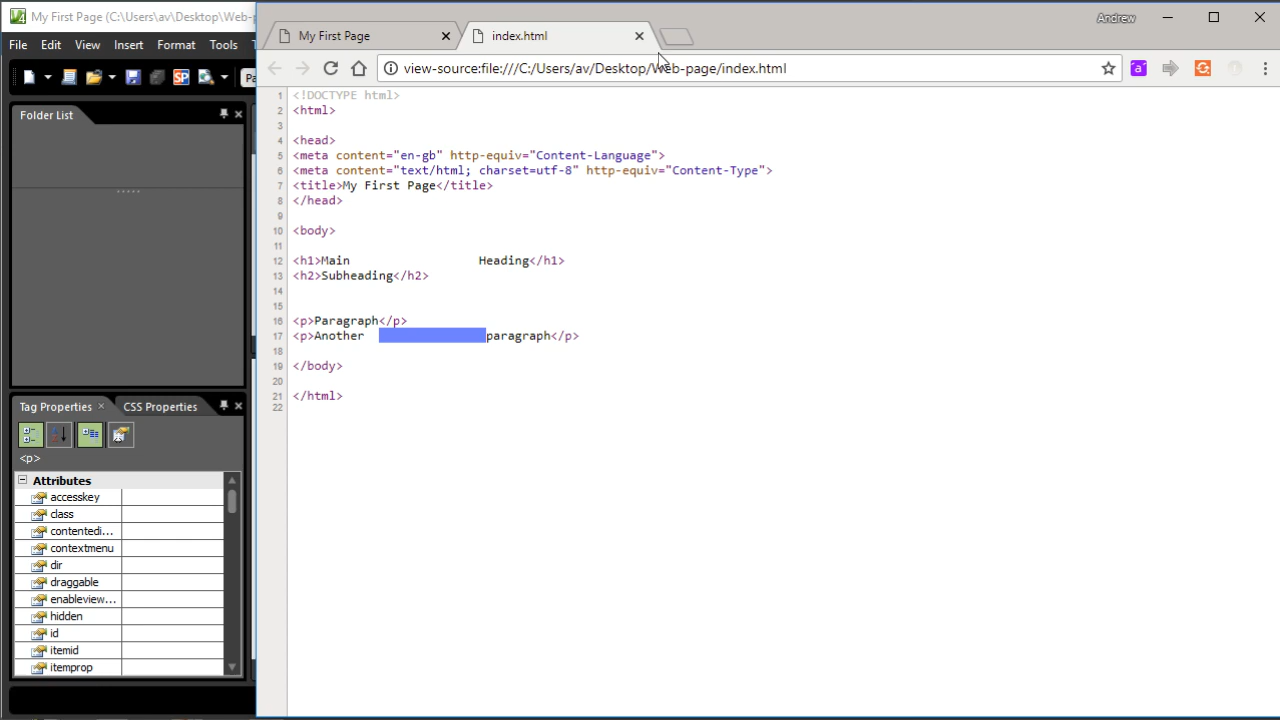 My First Page (C:\Users\av\Desktop\Web-p
File Edit View Insert Format Tools
Pa
Folder List
Tag Properties CSS Properties
<p>
Attributes
accesskey
class
contentedi...
contextmenu
dir
draggable
enableview...
hidden
id
itemid
itemprop
My First Page index.html Andrew
view-source:file:///C:/Users/av/Desktop/Web-page/index.html
1 <!DOCTYPE html>
2 <html>
3
4 <head>
5 <meta content="en-gb" http-equiv="Content-Language">
6 <meta content="text/html; charset=utf-8" http-equiv="Content-Type">
7 <title>My First Page</title>
8 </head>
9
10 <body>
11
12 <h1>Main Heading</h1>
13 <h2>Subheading</h2>
14
15
16 <p>Paragraph</p>
17 <p>Another paragraph</p>
18
19 </body>
20
21 </html>
22